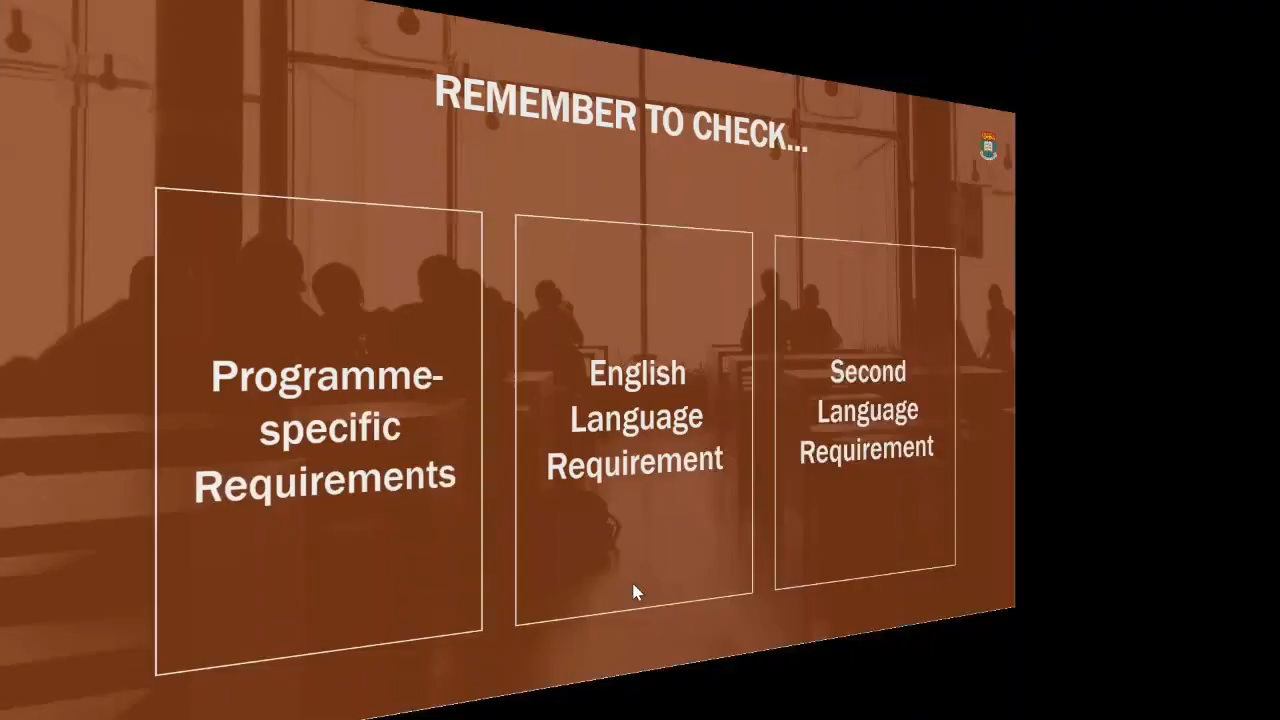 REMEMBER TO CHECK...
Programme-
specific
Requirements
English
Language
Requirement
Second
Language
Requirement